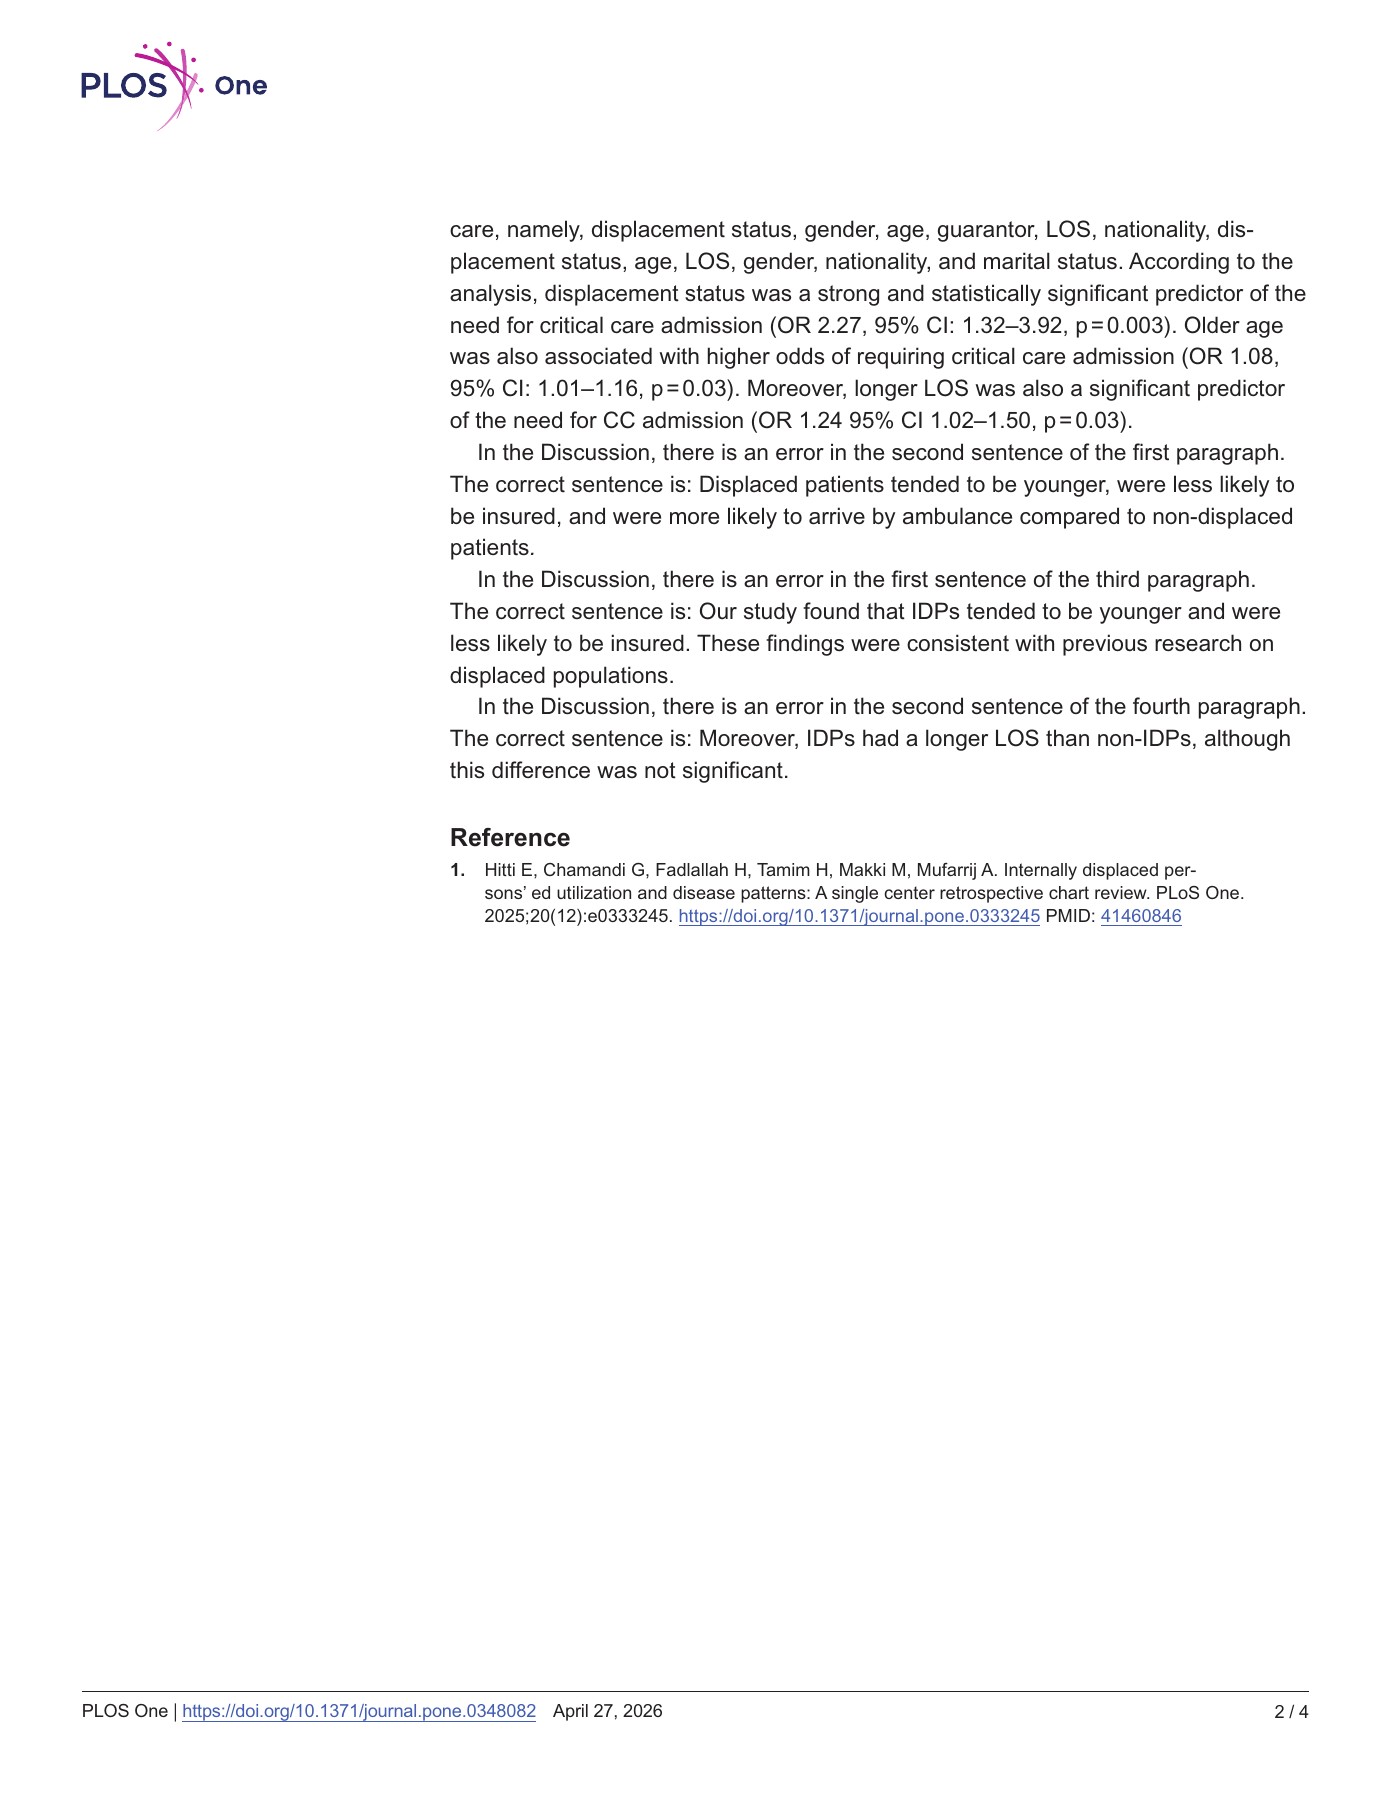 PLOS One
care, namely, displacement status, gender, age, guarantor, LOS, nationality, dis-
placement status, age, LOS, gender, nationality, and marital status. According to the
analysis, displacement status was a strong and statistically significant predictor of the
need for critical care admission (OR 2.27, 95% CI: 1.32–3.92, p = 0.003). Older age
was also associated with higher odds of requiring critical care admission (OR 1.08,
95% CI: 1.01–1.16, p = 0.03). Moreover, longer LOS was also a significant predictor
of the need for CC admission (OR 1.24 95% CI 1.02–1.50, p = 0.03).
In the Discussion, there is an error in the second sentence of the first paragraph.
The correct sentence is: Displaced patients tended to be younger, were less likely to
be insured, and were more likely to arrive by ambulance compared to non-displaced
patients.
In the Discussion, there is an error in the first sentence of the third paragraph.
The correct sentence is: Our study found that IDPs tended to be younger and were
less likely to be insured. These findings were consistent with previous research on
displaced populations.
In the Discussion, there is an error in the second sentence of the fourth paragraph.
The correct sentence is: Moreover, IDPs had a longer LOS than non-IDPs, although
this difference was not significant.
Reference
1. Hitti E, Chamandi G, Fadlallah H, Tamim H, Makki M, Mufarrij A. Internally displaced per-
sons’ ed utilization and disease patterns: A single center retrospective chart review. PLoS One.
2025;20(12):e0333245. https://doi.org/10.1371/journal.pone.0333245 PMID: 41460846
PLOS One | https://doi.org/10.1371/journal.pone.0348082 April 27, 2026 2 / 4